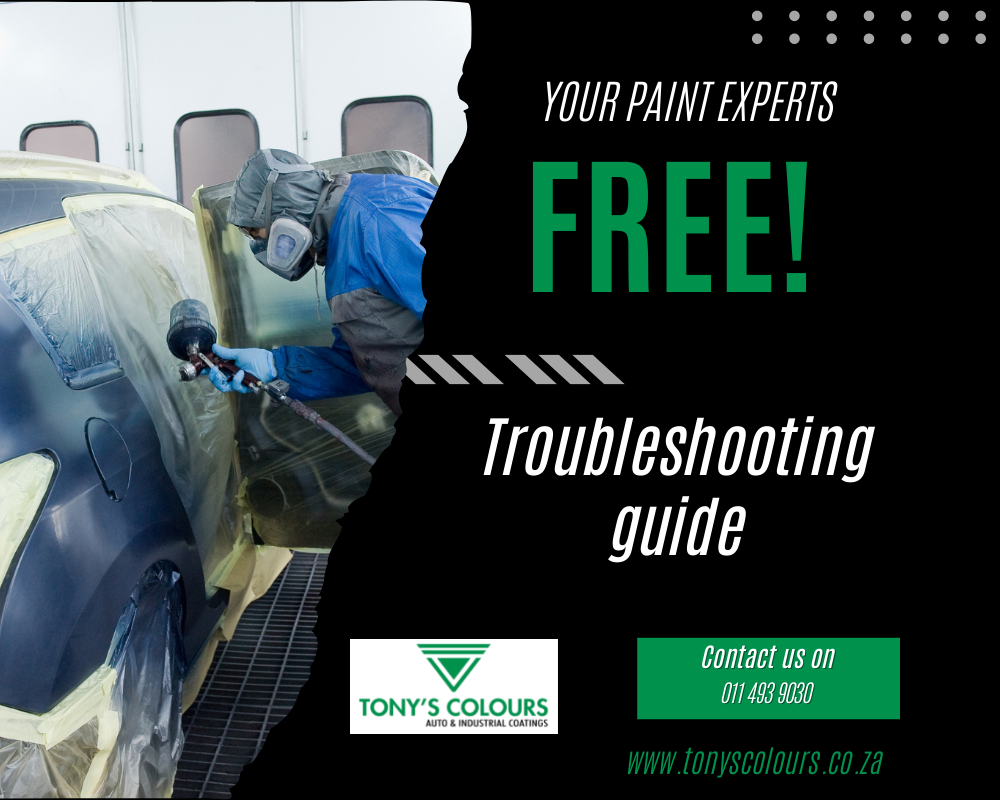 YOUR PAINT EXPERTS
FREE!
Troubleshooting
guide
TONY'S COLOURS
AUTO & INDUSTRIAL COATINGS
Contact us on
011 493 9030
www.tonyscolours.co.za